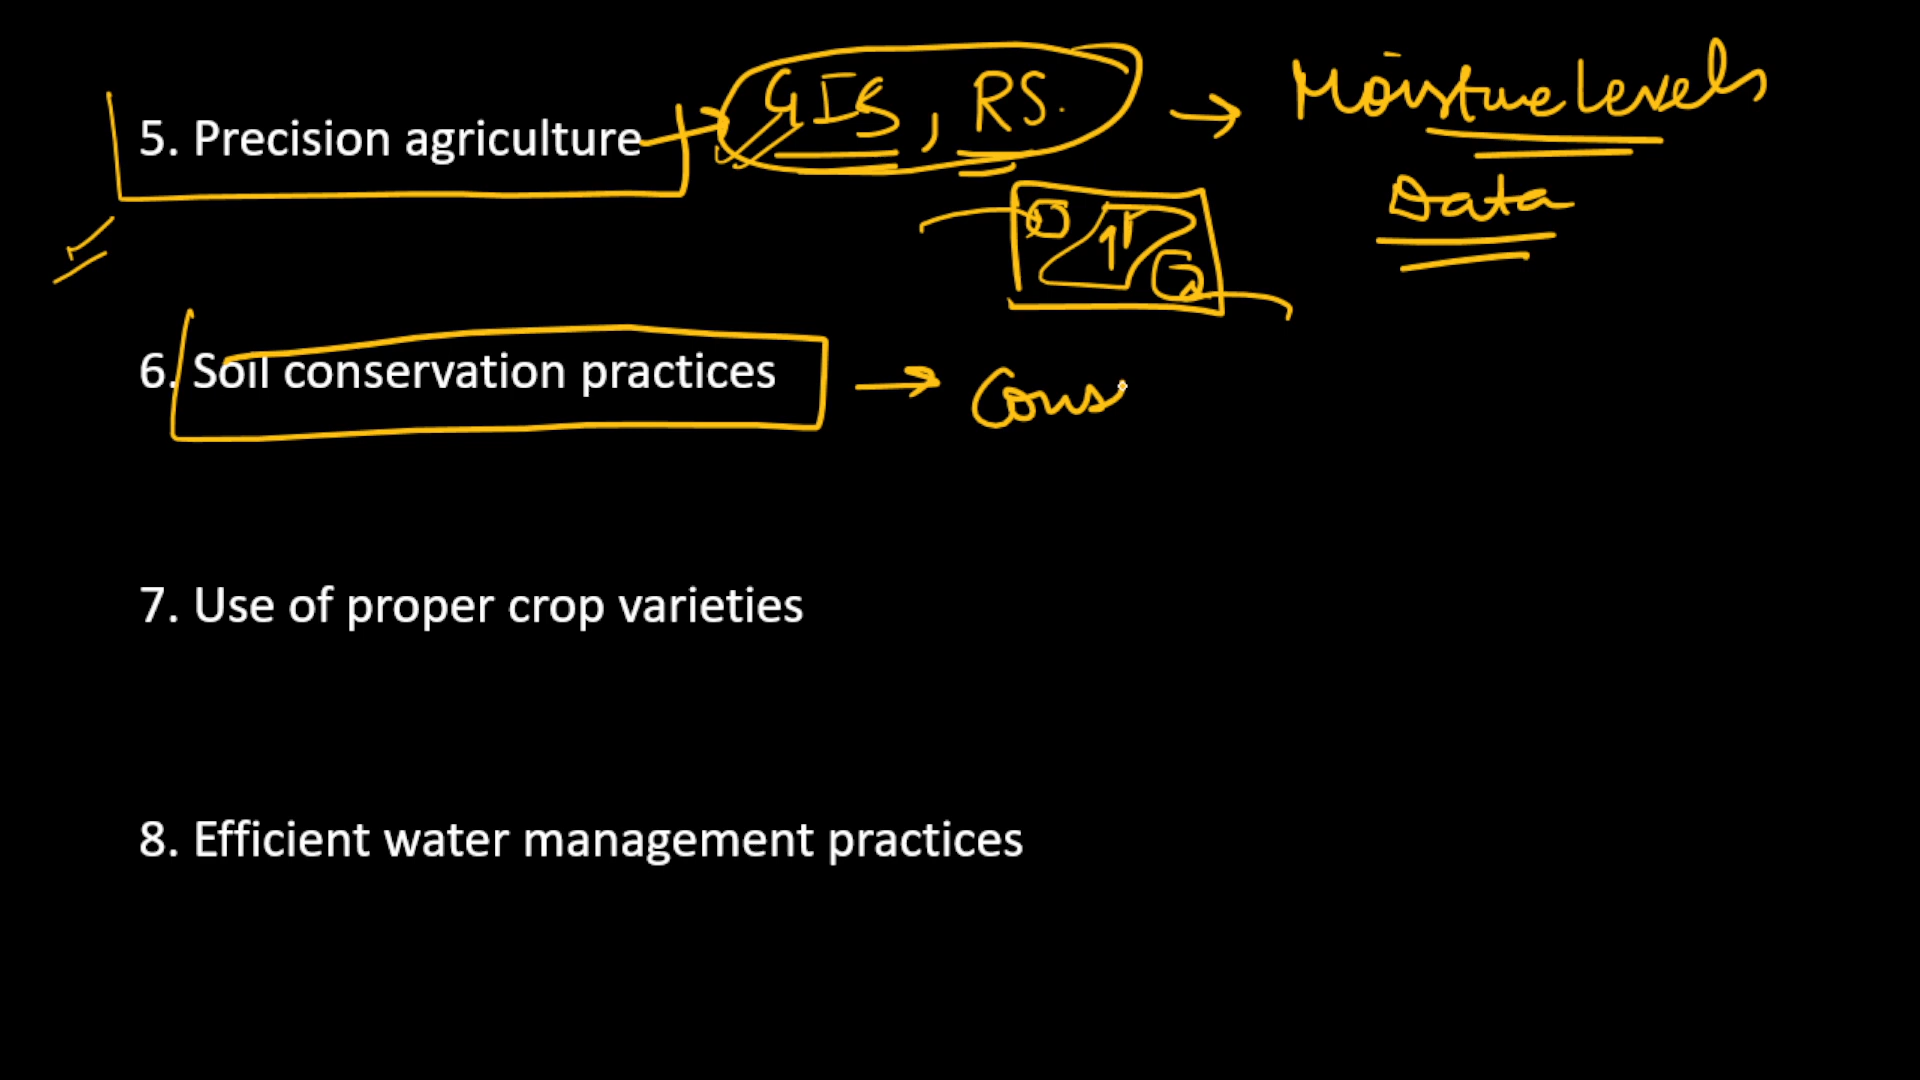 5. Precision agriculture GIS, RS. → Moisture levels
Data
6. Soil conservation practices → Cons
7. Use of proper crop varieties
8. Efficient water management practices